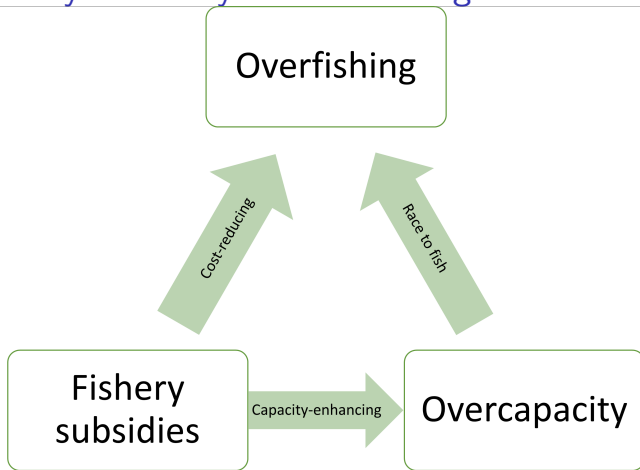 Overfishing
Cost-reducing
Race to fish
Fishery
subsidies
Capacity-enhancing
Overcapacity